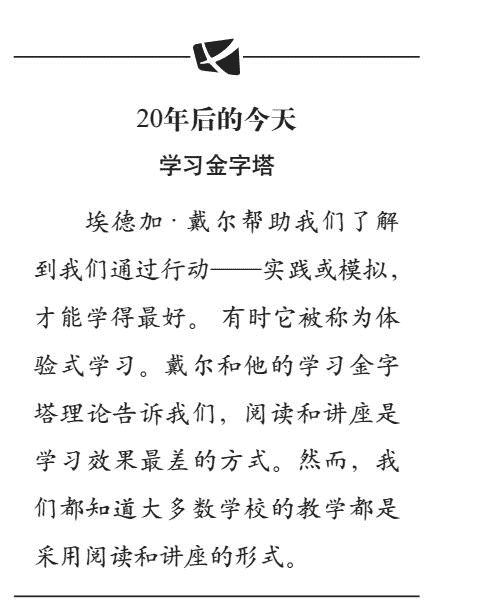 20年后的今天
学习金字塔
埃德加·戴尔帮助我们了解
到我们通过行动——实践或模拟，
才能学得最好。 有时它被称为体
验式学习。戴尔和他的学习金字
塔理论告诉我们，阅读和讲座是
学习效果最差的方式。然而，我
们都知道大多数学校的教学都是
采用阅读和讲座的形式。